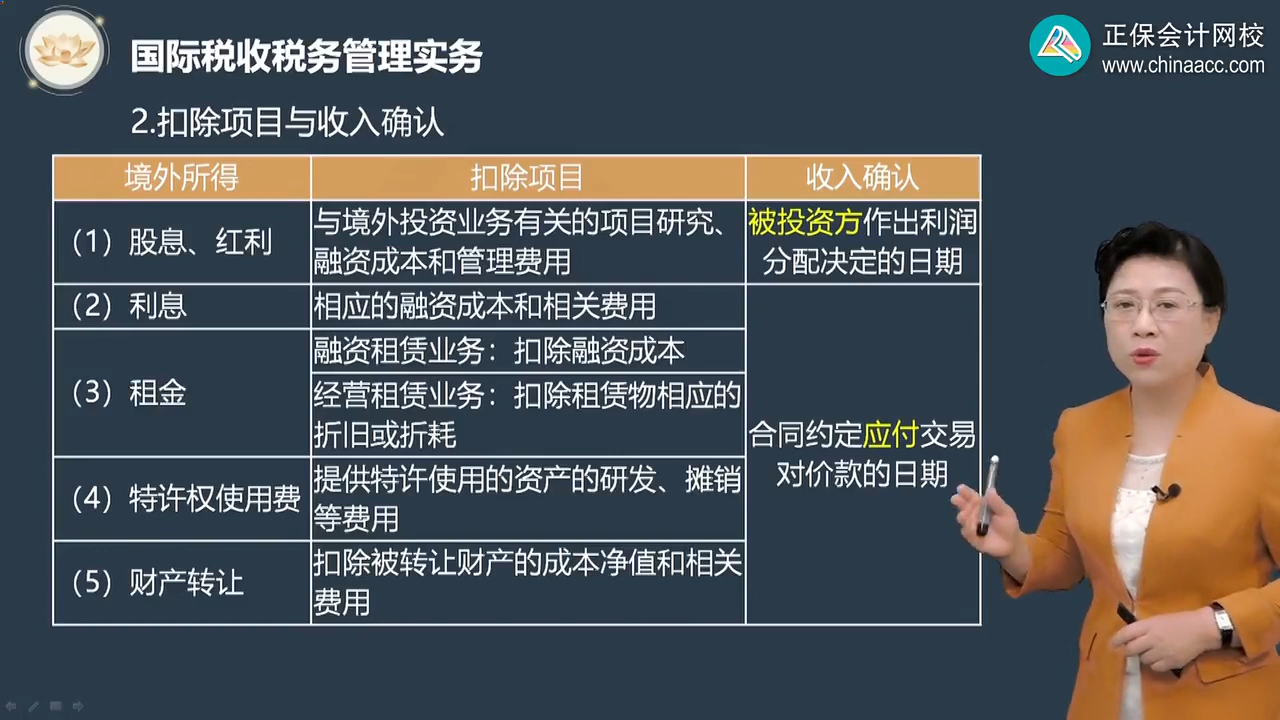 国际税收税务管理实务
正保会计网校
www.chinaacc.com
2.扣除项目与收入确认
境外所得
扣除项目
收入确认
（1）股息、红利
与境外投资业务有关的项目研究、
融资成本和管理费用
被投资方作出利润
分配决定的日期
（2）利息
相应的融资成本和相关费用
（3）租金
融资租赁业务：扣除融资成本
经营租赁业务：扣除租赁物相应的
折旧或折耗
合同约定应付交易
对价款的日期
（4）特许权使用费
提供特许使用的资产的研发、摊销
等费用
（5）财产转让
扣除被转让财产的成本净值和相关
费用